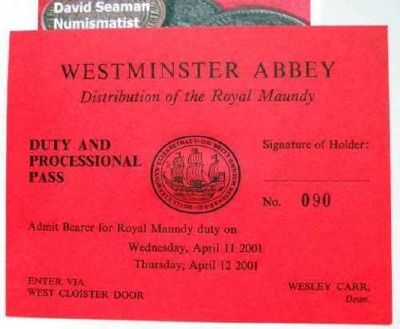 David Seaman
Numismatist
WESTMINSTER ABBEY
Distribution of the Royal Maundy
DUTY AND
PROCESSIONAL
PASS
Signature of Holder:
No. 090
Admit Bearer for Royal Maundy duty on
Wednesday, April 11 2001
Thursday, April 12 2001
ENTER VIA
WEST CLOISTER DOOR
WESLEY CARR,
Dean.